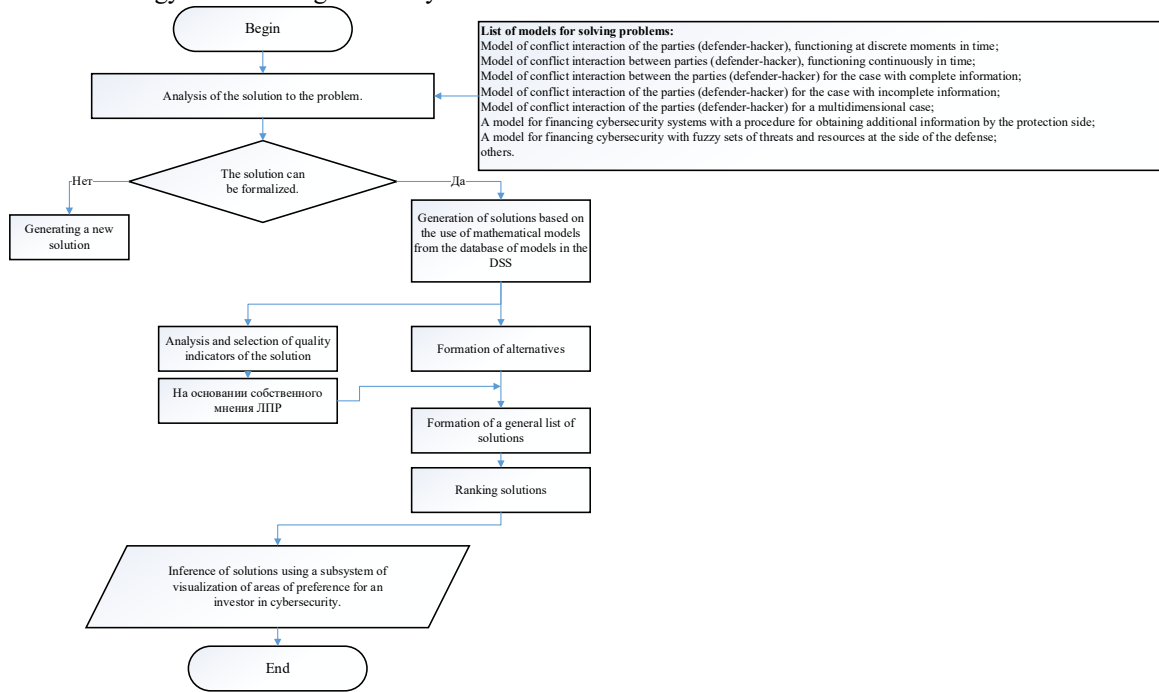 Begin
List of models for solving problems:
Model of conflict interaction of the parties (defender-hacker), functioning at discrete moments in time;
Model of conflict interaction between parties (defender-hacker), functioning continuously in time;
Model of conflict interaction between the parties (defender-hacker) for the case with complete information;
Model of conflict interaction of the parties (defender-hacker) for the case with incomplete information;
Model of conflict interaction of the parties (defender-hacker) for a multidimensional case;
A model for financing cybersecurity systems with a procedure for obtaining additional information by the protection side;
A model for financing cybersecurity with fuzzy sets of threats and resources at the side of the defense;
others.
Analysis of the solution to the problem.
The solution can
be formalized.
Нет
Да
Generating a new
solution
Generation of solutions based on
the use of mathematical models
from the database of models in the
DSS
Analysis and selection of quality
indicators of the solution
Formation of alternatives
На основании собственного
мнения ЛПР
Formation of a general list of
solutions
Ranking solutions
Inference of solutions using a subsystem of
visualization of areas of preference for an
investor in cybersecurity.
End